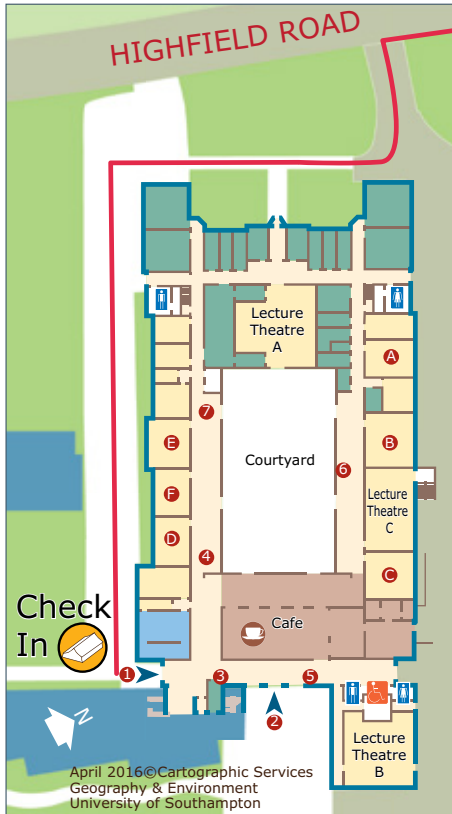 HIGHFIELD ROAD
Lecture
Theatre
A
A
7
Courtyard
E
B
6
F
Lecture
Theatre
C
D
4
C
Check
In
Cafe
1
3
5
2
N
Lecture
Theatre
B
April 2016©Cartographic Services
Geography & Environment
University of Southampton